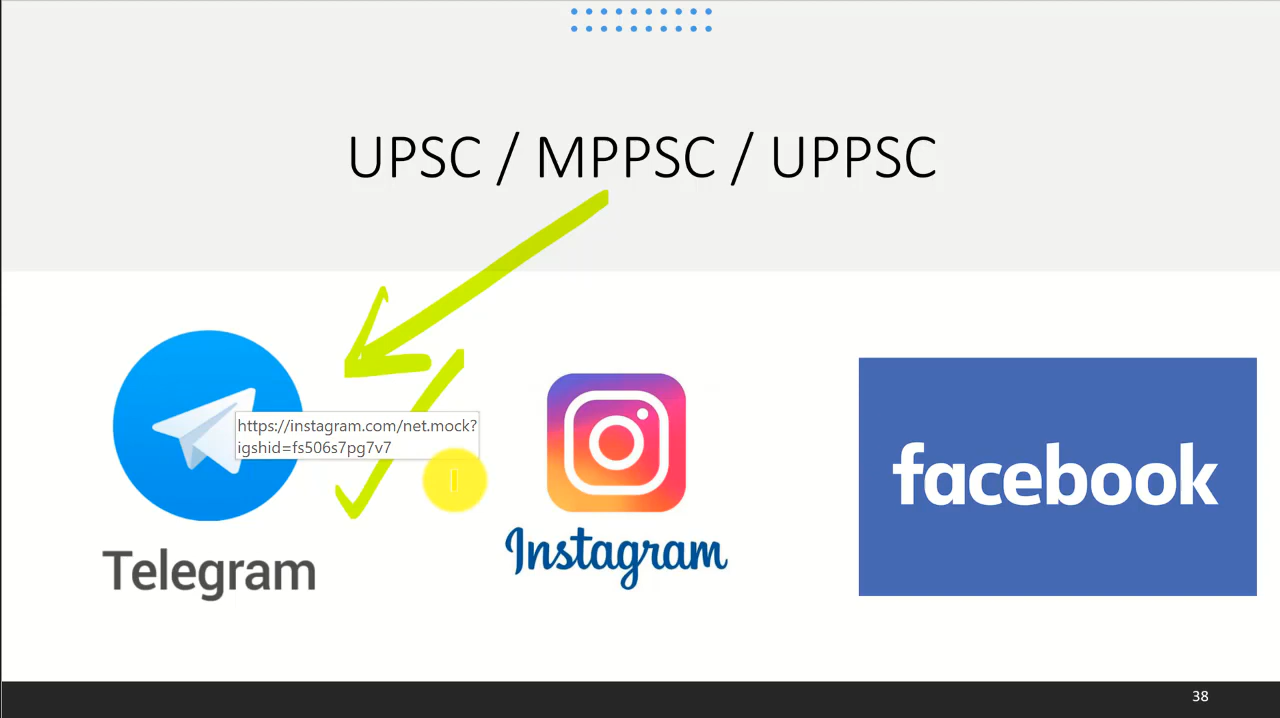 UPSC / MPPSC / UPPSC
https://instagram.com/net.mock?
igshid=fs506s7pg7v7
Telegram
Instagram
facebook
38